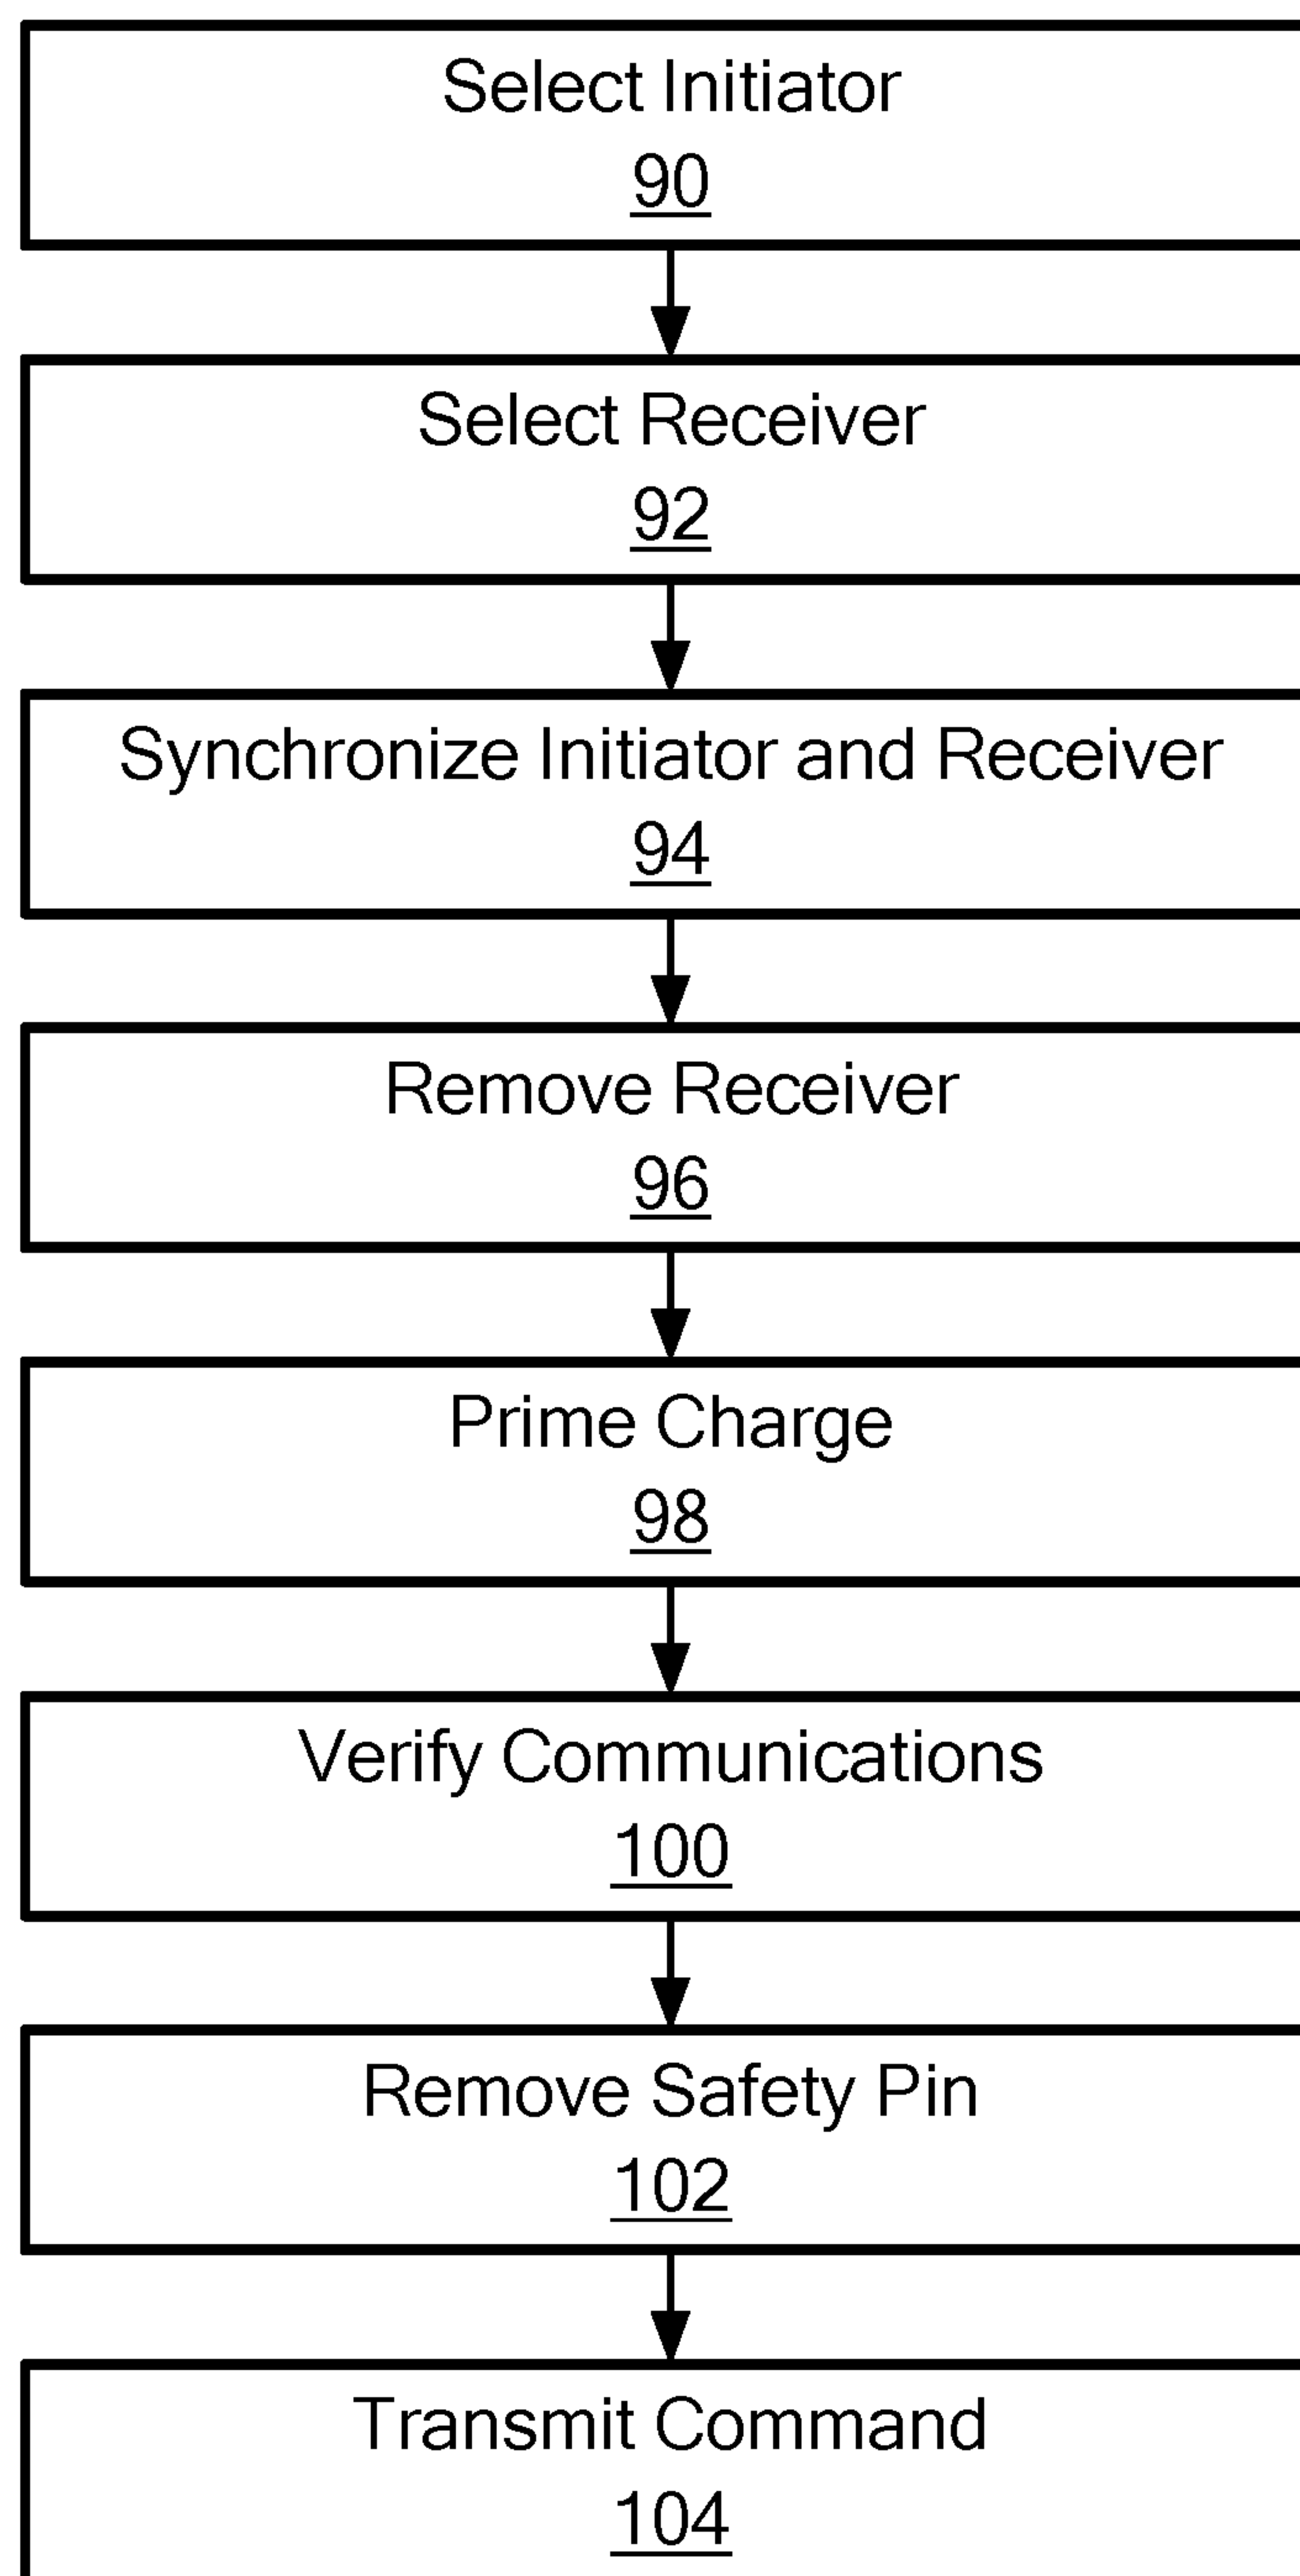 Select Initiator
90
Select Receiver
92
Synchronize Initiator and Receiver
94
Remove Receiver
96
Prime Charge
98
Verify Communications
100
Remove Safety Pin
102
Transmit Command
104